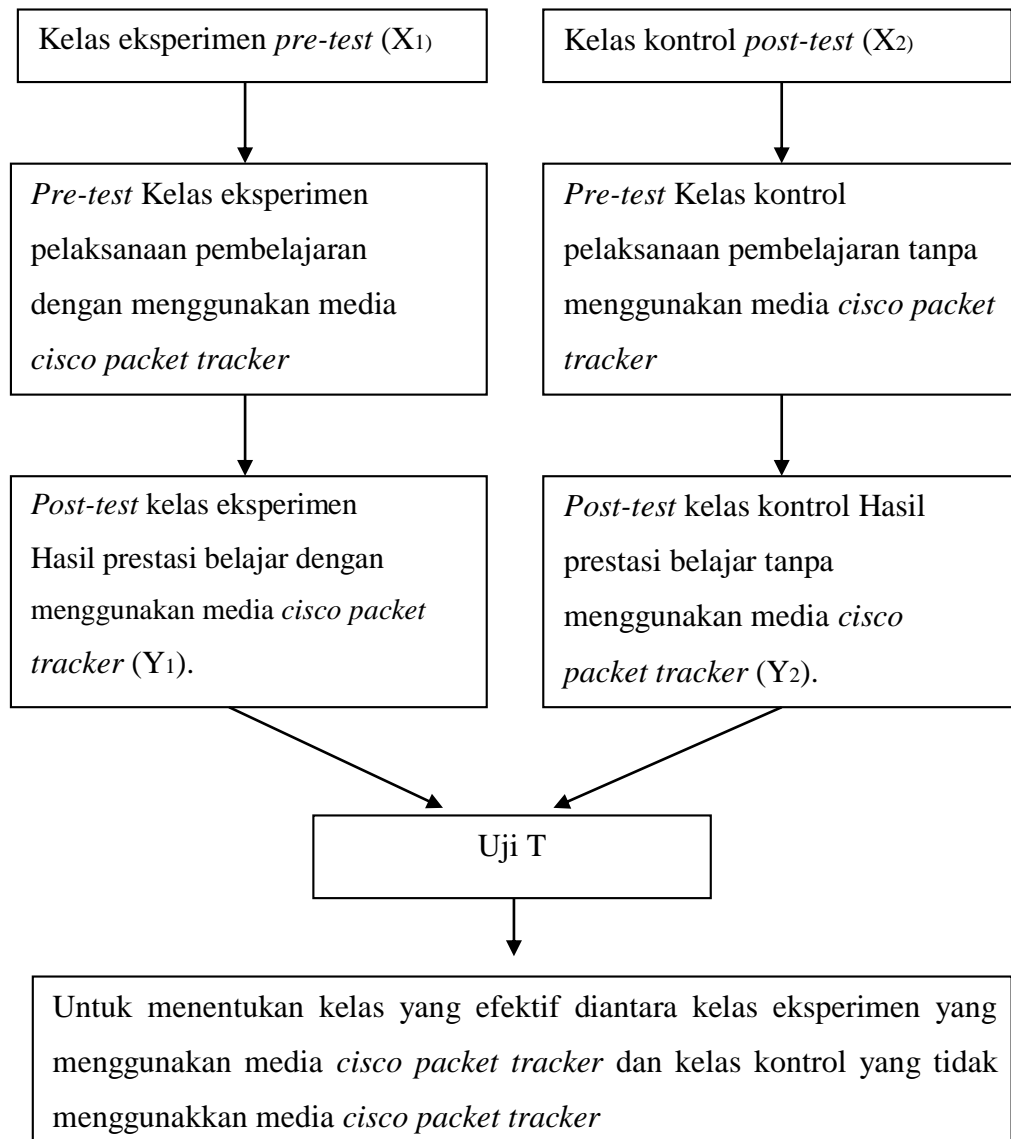 Kelas eksperimen pre-test (X1)
Kelas kontrol post-test (X2)
Pre-test Kelas eksperimen
pelaksanaan pembelajaran
dengan menggunakan media
cisco packet tracker
Pre-test Kelas kontrol
pelaksanaan pembelajaran tanpa
menggunakan media cisco packet
tracker
Post-test kelas eksperimen
Hasil prestasi belajar dengan
menggunakan media cisco packet
tracker (Y1).
Post-test kelas kontrol Hasil
prestasi belajar tanpa
menggunakan media cisco
packet tracker (Y2).
Uji T
Untuk menentukan kelas yang efektif diantara kelas eksperimen yang
menggunakan media cisco packet tracker dan kelas kontrol yang tidak
menggunakkan media cisco packet tracker